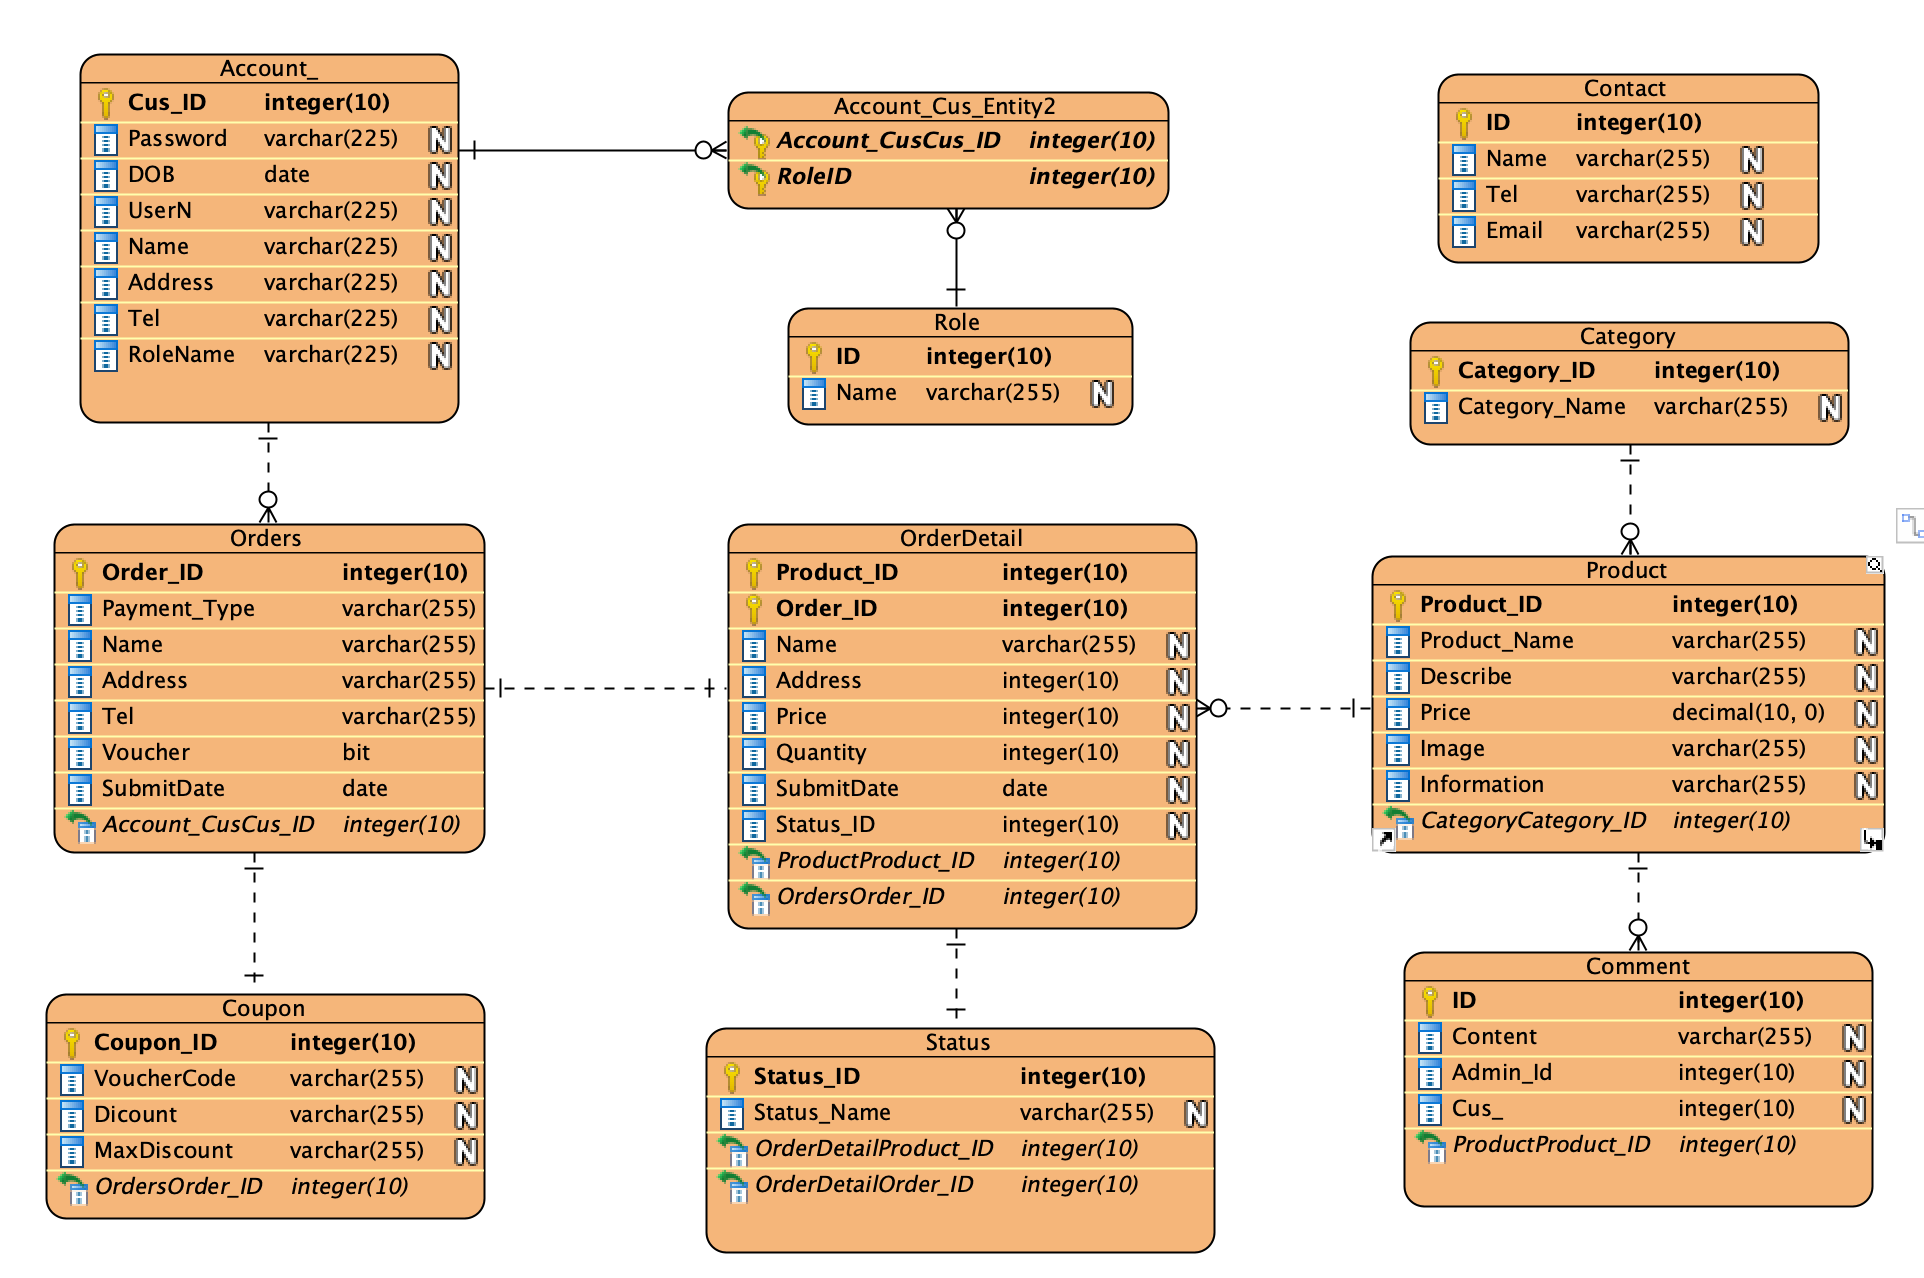 Account_
Cus_ID integer(10)
Password varchar(225) N
DOB date N
UserN varchar(225) N
Name varchar(225) N
Address varchar(225) N
Tel varchar(225) N
RoleName varchar(225) N
Account_Cus_Entity2
Account_CusCus_ID integer(10)
RoleID integer(10)
Contact
ID integer(10)
Name varchar(255) N
Tel varchar(255) N
Email varchar(255) N
Role
ID integer(10)
Name varchar(255) N
Category
Category_ID integer(10)
Category_Name varchar(255) N
Orders
Order_ID integer(10)
Payment_Type varchar(255)
Name varchar(255)
Address varchar(255)
Tel varchar(255)
Voucher bit
SubmitDate date
Account_CusCus_ID integer(10)
OrderDetail
Product_ID integer(10)
Order_ID integer(10)
Name varchar(255) N
Address integer(10) N
Price integer(10) N
Quantity integer(10) N
SubmitDate date N
Status_ID integer(10) N
ProductProduct_ID integer(10)
OrdersOrder_ID integer(10)
Product
Product_ID integer(10)
Product_Name varchar(255) N
Describe varchar(255) N
Price decimal(10, 0) N
Image varchar(255) N
Information varchar(255) N
CategoryCategory_ID integer(10)
Coupon
Coupon_ID integer(10)
VoucherCode varchar(255) N
Dicount varchar(255) N
MaxDiscount varchar(255) N
OrdersOrder_ID integer(10)
Status
Status_ID integer(10)
Status_Name varchar(255) N
OrderDetailProduct_ID integer(10)
OrderDetailOrder_ID integer(10)
Comment
ID integer(10)
Content varchar(255) N
Admin_Id integer(10) N
Cus_ integer(10) N
ProductProduct_ID integer(10)